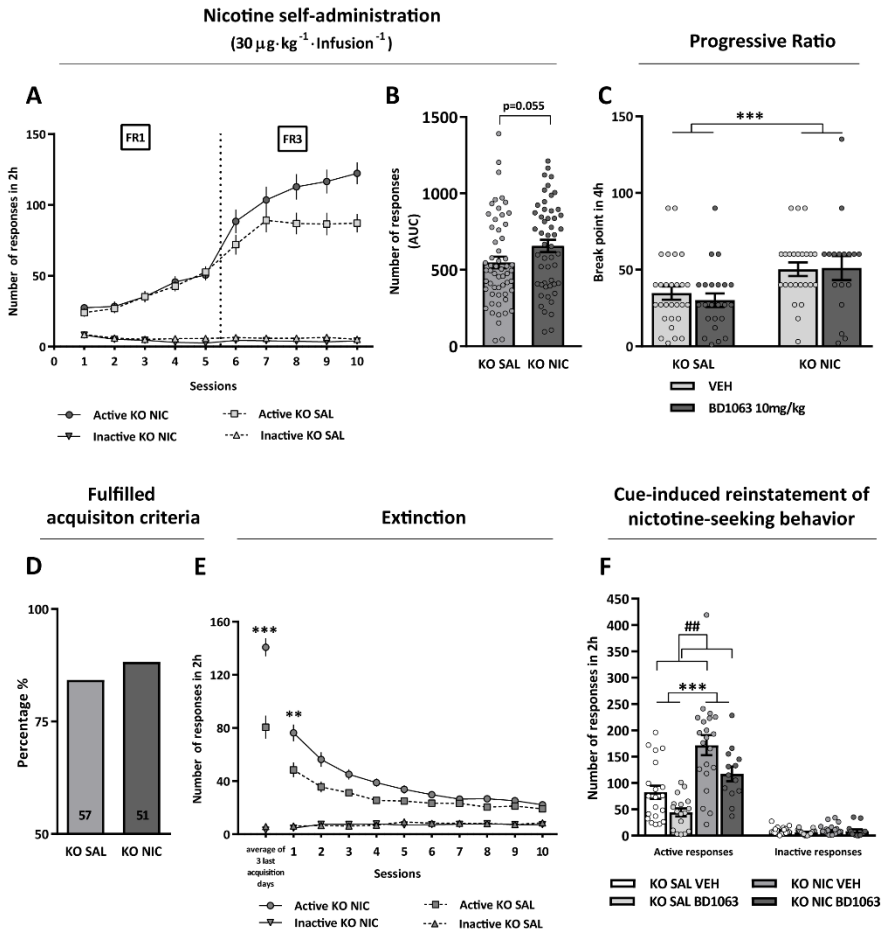 Nicotine self-administration
(30 µg·kg⁻¹·Infusion⁻¹)
Progressive Ratio
A
Number of responses in 2h
150
100
50
0
FR1
FR3
0 1 2 3 4 5 6 7 8 9 10
Sessions
Active KO NIC
Active KO SAL
Inactive KO NIC
Inactive KO SAL
B
Number of responses
(AUC)
p=0.055
1500
1000
500
0
KO SAL KO NIC
C
Break point in 4h
***
150
100
50
0
KO SAL
KO NIC
VEH
BD1063 10mg/kg
Fulfilled
acquisiton criteria
Extinction
Cue-induced reinstatement of
nictotine-seeking behavior
D
Percentage %
100
75
50
57
51
KO SAL KO NIC
E
Number of responses in 2h
160
120
80
40
0
***
**
average of
3 last
acquisition
days
1 2 3 4 5 6 7 8 9 10
Sessions
Active KO NIC
Active KO SAL
Inactive KO NIC
Inactive KO SAL
F
Number of responses in 2h
450
400
350
300
250
200
150
100
50
0
##
***
Active responses
Inactive responses
KO SAL VEH
KO NIC VEH
KO SAL BD1063
KO NIC BD1063